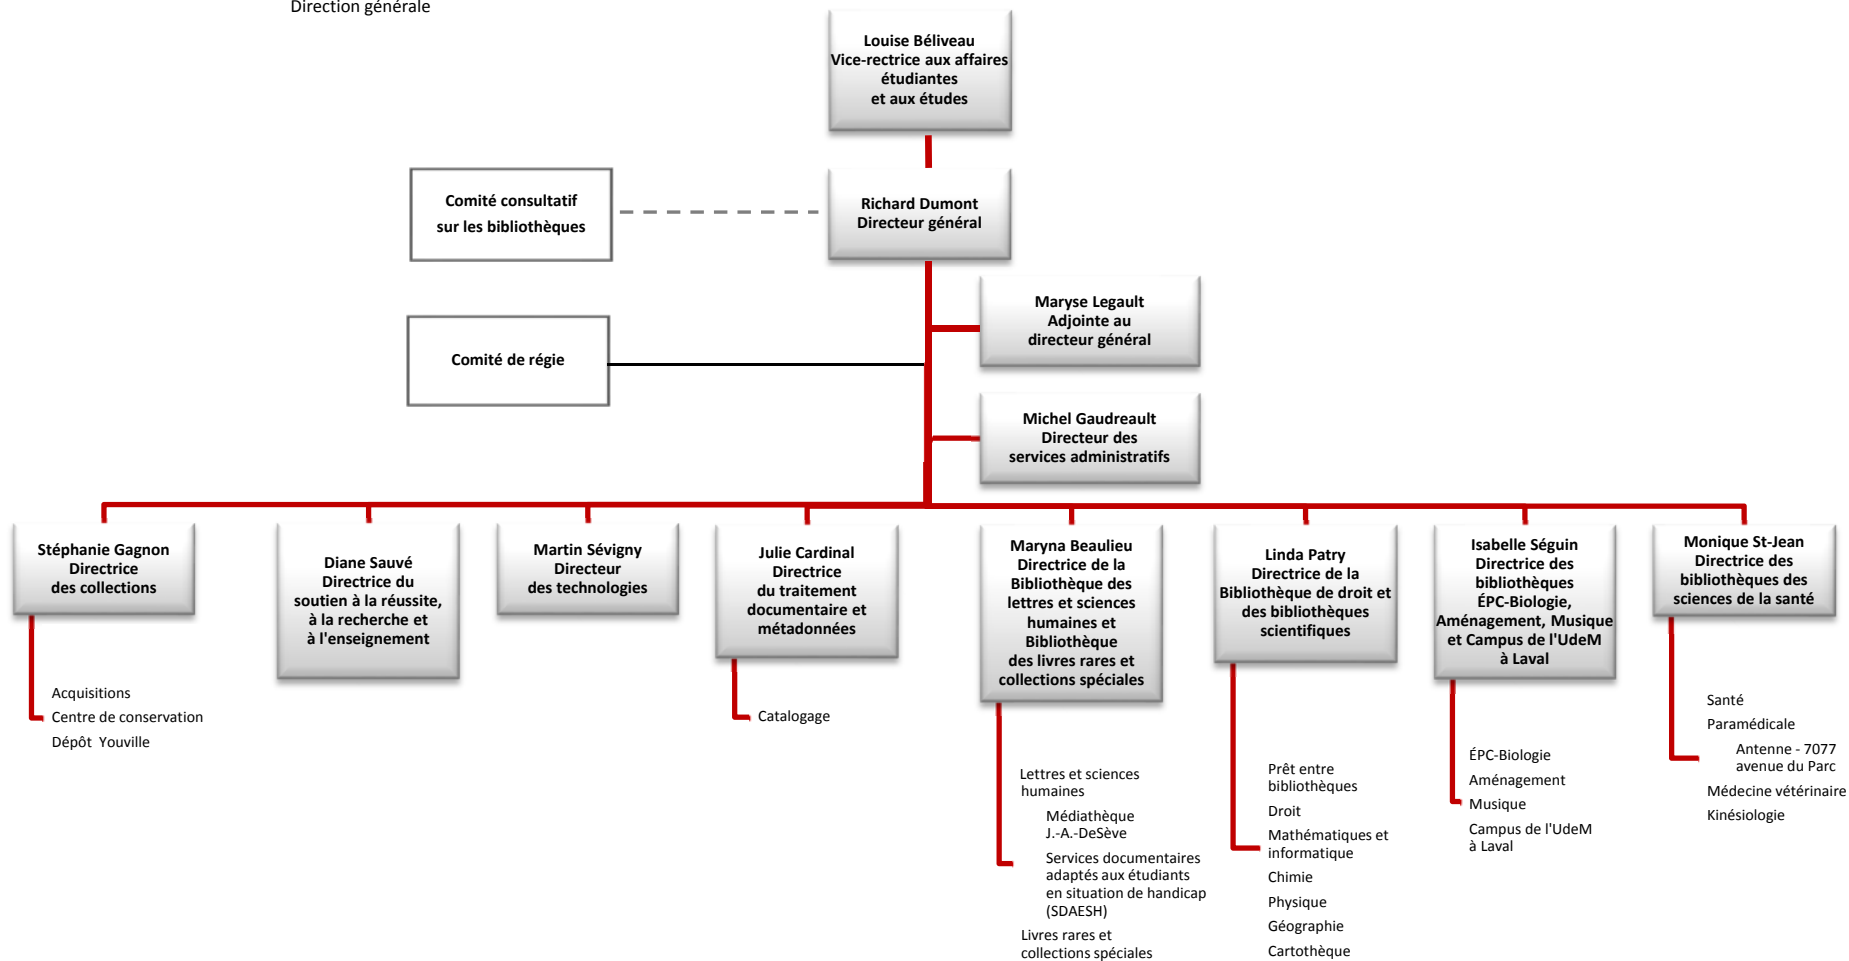 Direction générale
Louise Béliveau
Vice-rectrice aux affaires
étudiantes
et aux études
Comité consultatif
sur les bibliothèques
Richard Dumont
Directeur général
Maryse Legault
Adjointe au
directeur général
Comité de régie
Michel Gaudreault
Directeur des
services administratifs
Stéphanie Gagnon
Directrice
des collections
Acquisitions
Centre de conservation
Dépôt Youville
Diane Sauvé
Directrice du
soutien à la réussite,
à la recherche et
à l'enseignement
Martin Sévigny
Directeur
des technologies
Julie Cardinal
Directrice
du traitement
documentaire et
métadonnées
Catalogage
Maryna Beaulieu
Directrice de la
Bibliothèque des
lettres et sciences
humaines et
Bibliothèque
des livres rares et
collections spéciales
Lettres et sciences
humaines
Médiathèque
J.-A.-DeSève
Services documentaires
adaptés aux étudiants
en situation de handicap
(SDAESH)
Livres rares et
collections spéciales
Linda Patry
Directrice de la
Bibliothèque de droit et
des bibliothèques
scientifiques
Prêt entre
bibliothèques
Droit
Mathématiques et
informatique
Chimie
Physique
Géographie
Cartothèque
Isabelle Séguin
Directrice des
bibliothèques
ÉPC-Biologie,
Aménagement, Musique
et Campus de l'UdeM
à Laval
ÉPC-Biologie
Aménagement
Musique
Campus de l'UdeM
à Laval
Monique St-Jean
Directrice des
bibliothèques des
sciences de la santé
Santé
Paramédicale
Antenne - 7077
avenue du Parc
Médecine vétérinaire
Kinésiologie